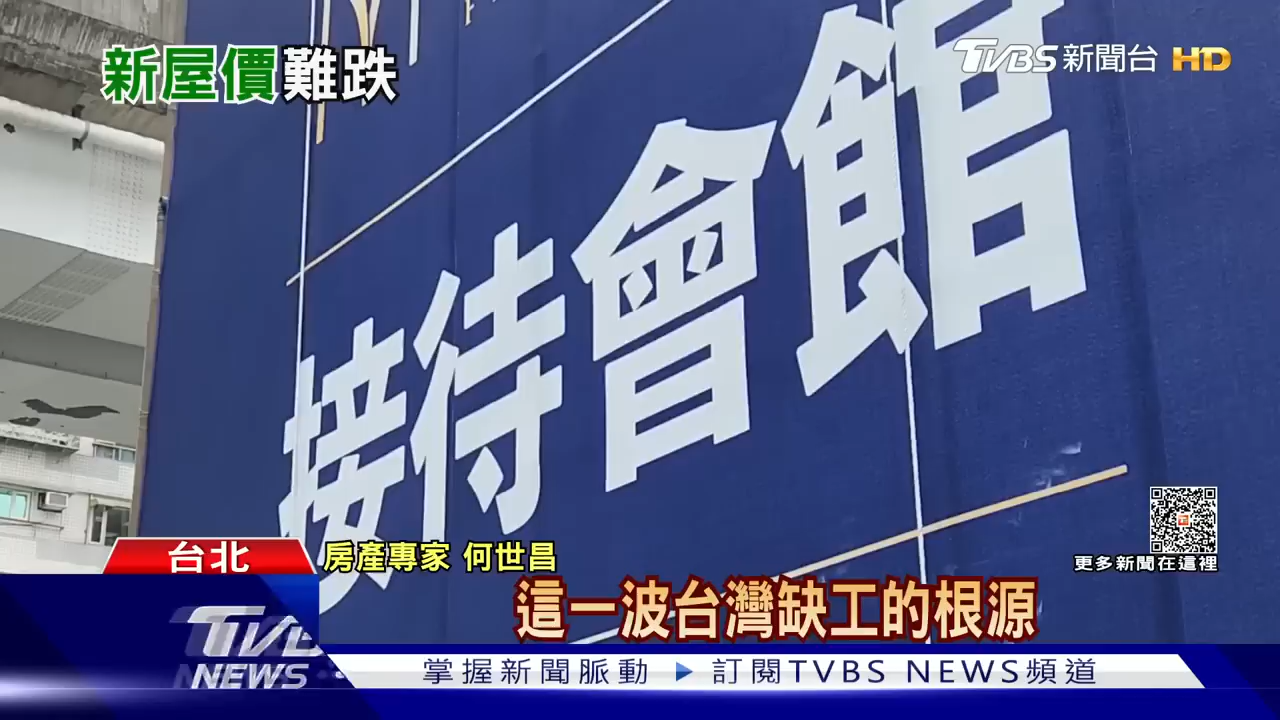 新屋價難跌
TVBS新聞台 HD
接待會館
更多新聞在這裡
台北
房產專家 何世昌
這一波台灣缺工的根源
TVBS NEWS
掌握新聞脈動 ▶ 訂閱TVBS NEWS頻道